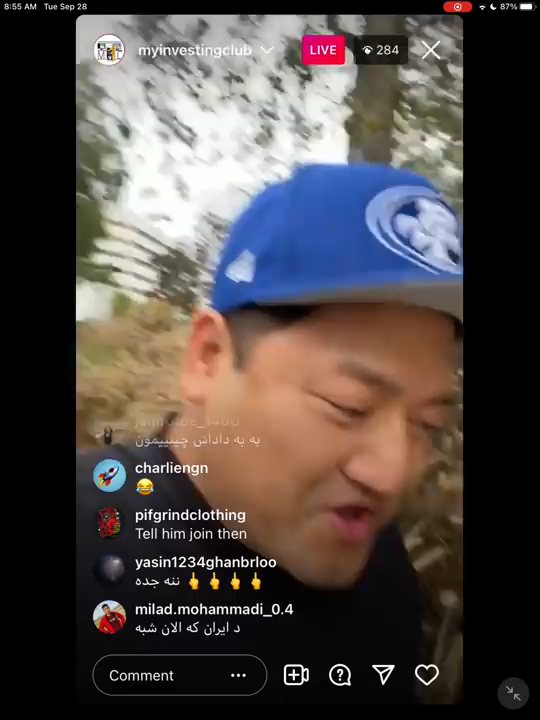 8:55 AM Tue Sep 28
87%
myinvestingclub
LIVE
284
به به داداش چیییمون
charliengn
😂
pifgrindclothing
Tell him join then
yasin1234ghanbrloo
ننه جده 👆👆👆👆
milad.mohammadi_0.4
د ایران که الان شبه
Comment